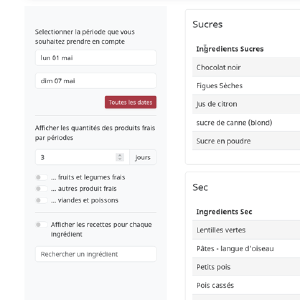 Selectionner la période que vous
souhaitez prendre en compte
lun 01 mai
dim 07 mai
Toutes les dates
Afficher les quantités des produits frais
par périodes
3
jours
... fruits et legumes frais
... autres produit frais
... viandes et poissons
Afficher les recettes pour chaque
ingrédient
Rechercher un ingrédient
Sucres
Ingredients Sucres
Chocolat noir
Figues Sèches
Jus de citron
sucre de canne (blond)
Sucre en poudre
Sec
Ingredients Sec
Lentilles vertes
Pâtes - langue d'oiseau
Petits pois
Pois cassés